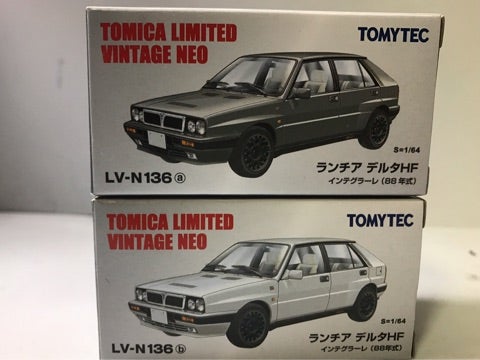 TOMICA LIMITED
VINTAGE NEO
TOMYTEC
S=1/64
ランチア デルタHF
インテグラーレ(88年式)
LV-N136ⓐ
TOMICA LIMITED
VINTAGE NEO
TOMYTEC
S=1/64
ランチア デルタHF
インテグラーレ(88年式)
LV-N136ⓑ